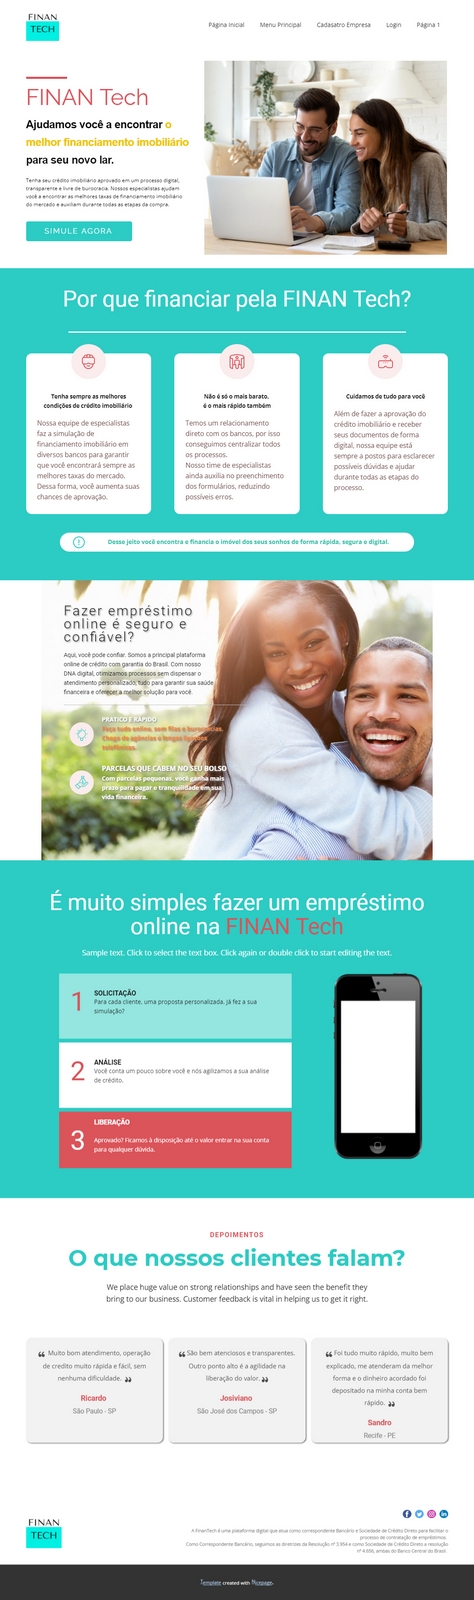 FINAN
TECH
Página Inicial
Menu Principal
Cadasatro Empresa
Login
Página 1
FINAN Tech
Ajudamos você a encontrar o
melhor financiamento imobiliário
para seu novo lar.
Tenha seu crédito imobiliário aprovado em um processo digital,
transparente e livre de burocracia. Nossos especialistas ajudam
você a encontrar as melhores taxas de financiamento imobiliário
do mercado e auxiliam durante todas as etapas da compra.
SIMULE AGORA
Por que financiar pela FINAN Tech?
Tenha sempre as melhores
condições de crédito imobiliário
Nossa equipe de especialistas
faz a simulação de
financiamento imobiliário em
diversos bancos para garantir
que você encontrará sempre as
melhores taxas do mercado.
Dessa forma, você aumenta suas
chances de aprovação.
Não é só o mais barato,
é o mais rápido também
Temos um relacionamento
direto com os bancos, por isso
conseguimos centralizar todos
os processos.
Nosso time de especialistas
ainda auxilia no preenchimento
dos formulários, reduzindo
possíveis erros.
Cuidamos de tudo para você
Além de fazer a aprovação do
crédito imobiliário e receber
seus documentos de forma
digital, nossa equipe está
sempre a postos para esclarecer
possíveis dúvidas e ajudar
durante todas as etapas do
processo.
Desse jeito você encontra e financia o imóvel dos seus sonhos de forma rápida, segura e digital.
Fazer empréstimo
online é seguro e
confiável?
Aqui, você pode confiar. Somos a principal plataforma
online de crédito com garantia do Brasil. Com nosso
DNA digital, otimizamos processos sem dispensar o
atendimento personalizado, tudo para garantir sua saúde
financeira e oferecer a melhor solução para você.
PRÁTICO E RÁPIDO
Faça tudo online, sem filas e burocracias.
Chega de agências e longas ligações
telefônicas.
PARCELAS QUE CABEM NO SEU BOLSO
Com parcelas pequenas, você ganha mais
prazo para pagar e tranquilidade em sua
vida financeira.
É muito simples fazer um empréstimo
online na FINAN Tech
Sample text. Click to select the text box. Click again or double click to start editing the text.
1
SOLICITAÇÃO
Para cada cliente, uma proposta personalizada. Já fez a sua
simulação?
2
ANÁLISE
Você conta um pouco sobre você e nós agilizamos a sua análise
de crédito.
3
LIBERAÇÃO
Aprovado? Ficamos à disposição até o valor entrar na sua conta
para qualquer dúvida.
DEPOIMENTOS
O que nossos clientes falam?
We place huge value on strong relationships and have seen the benefit they
bring to our business. Customer feedback is vital in helping us to get it right.
❝ Muito bom atendimento, operação
de credito muito rápida e fácil, sem
nenhuma dificuldade. ❞
Ricardo
São Paulo - SP
❝São bem atenciosos e transparentes.
Outro ponto alto é a agilidade na
liberação do valor. ❞
Josiviano
São José dos Campos - SP
❝Foi tudo muito rápido, muito bem
explicado, me atenderam da melhor
forma e o dinheiro acordado foi
depositado na minha conta bem
rápido. ❞
Sandro
Recife - PE
FINAN
TECH
A FinanTech é uma plataforma digital que atua como correspondente Bancário e Sociedade de Crédito Direto para facilitar o
processo de contratação de empréstimos.
Como Correspondente Bancário, seguimos as diretrizes da Resolução nº 3.954 e como Sociedade de Crédito Direto a resolução
nº 4.656, ambas do Banco Central do Brasil.
Template created with Nicepage.